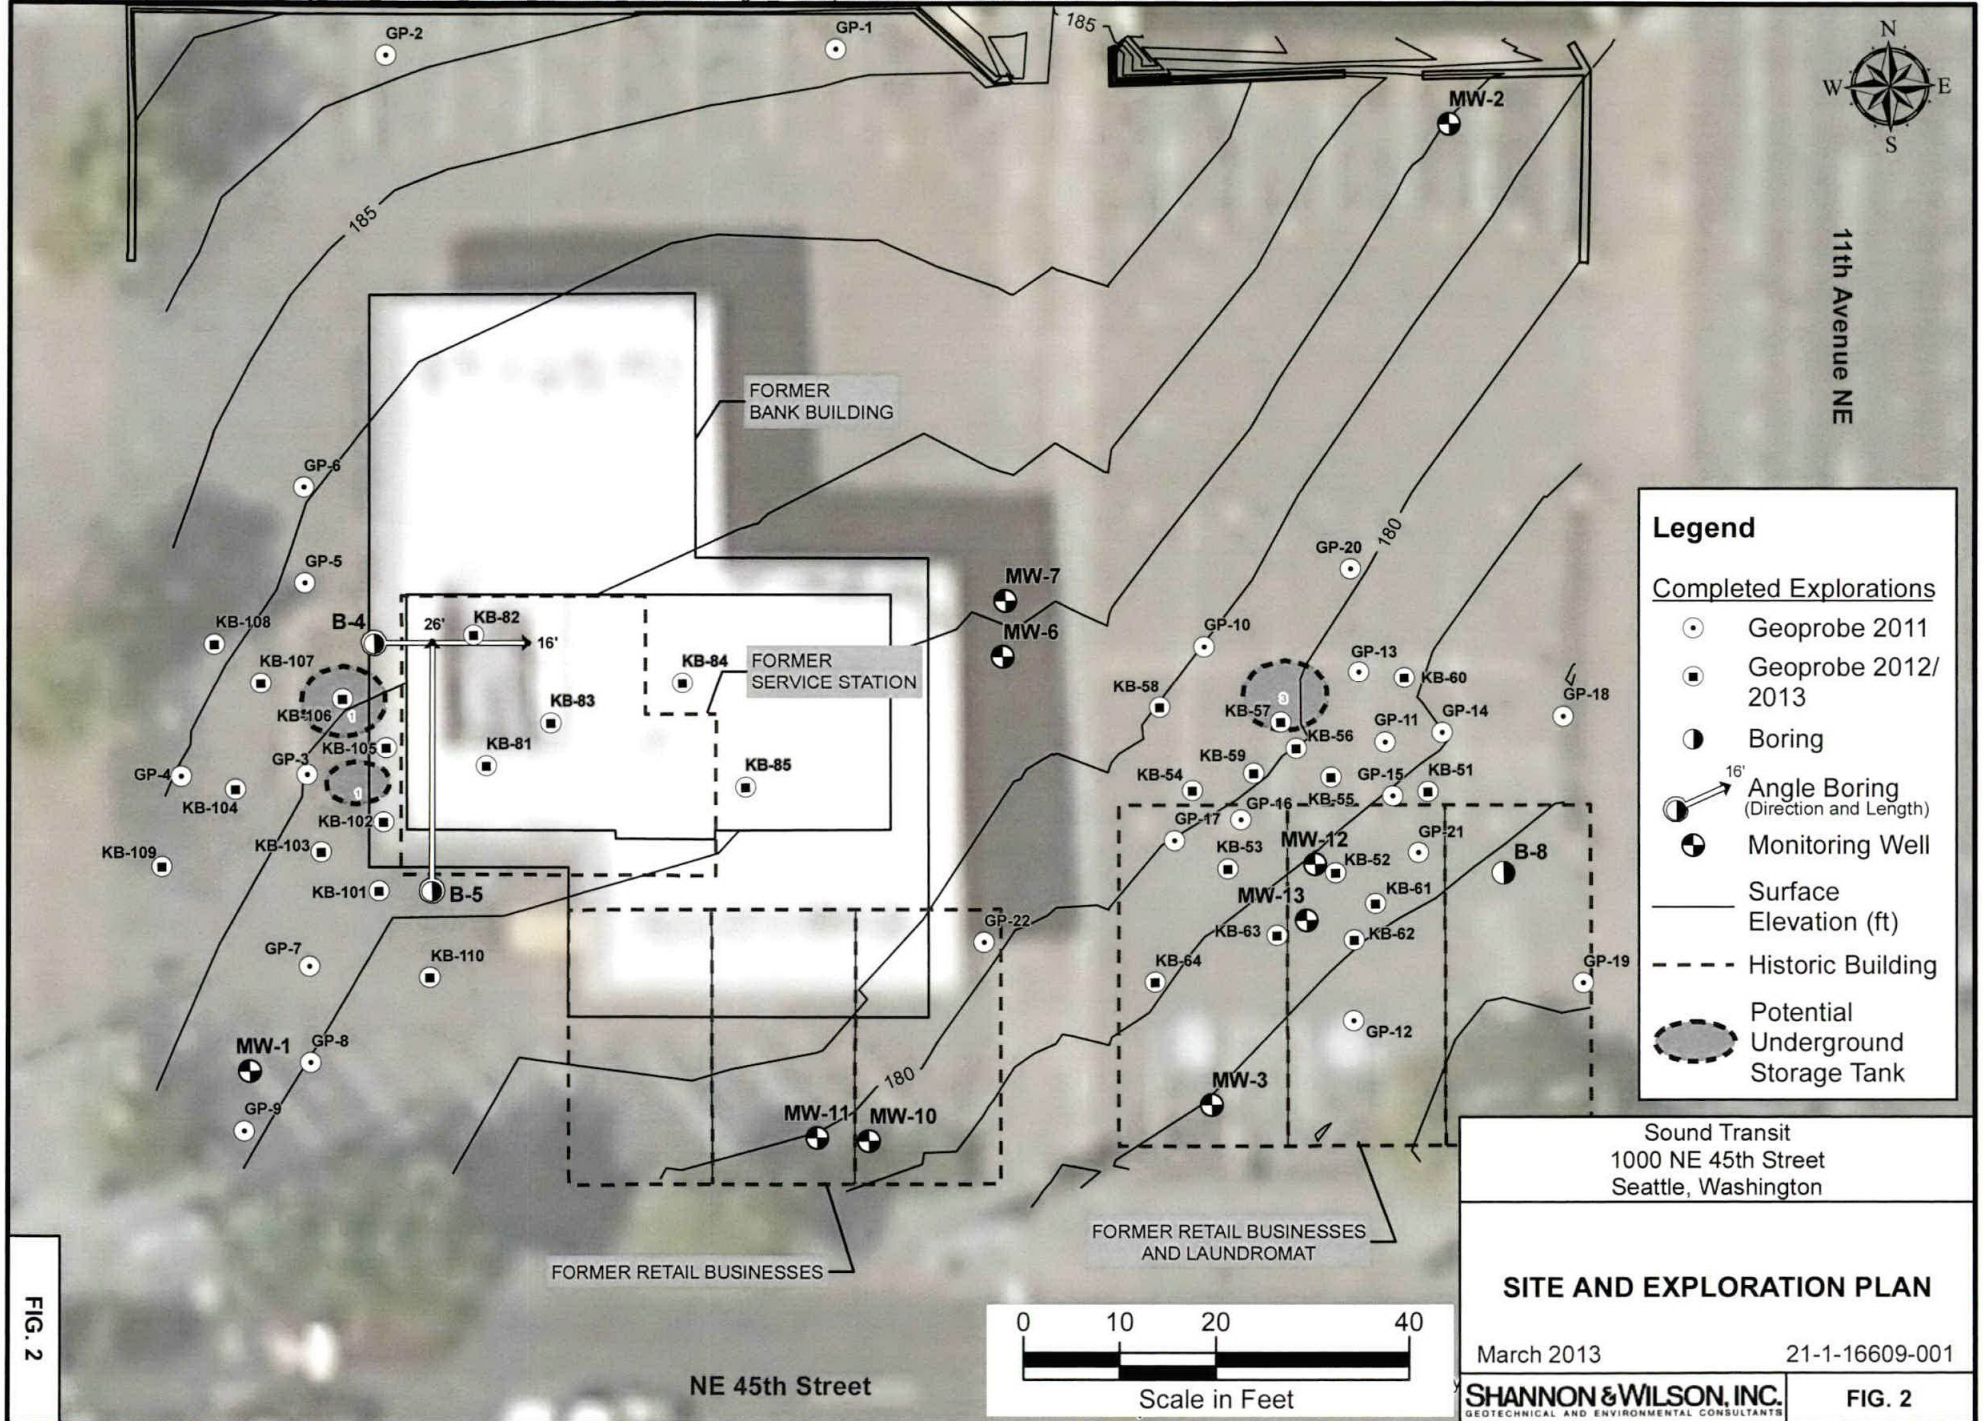 GP-2
GP-1
185
N
W
E
S
MW-2
185
11th Avenue NE
FORMER
BANK BUILDING
GP-6
Legend
Completed Explorations
Geoprobe 2011
Geoprobe 2012/
2013
Boring
16'
Angle Boring
(Direction and Length)
Monitoring Well
Surface
Elevation (ft)
Historic Building
Potential
Underground
Storage Tank
180
GP-20
GP-5
MW-7
KB-108
B-4
26'
KB-82
16'
MW-6
GP-10
KB-107
KB-84
FORMER
SERVICE STATION
GP-13
KB-60
KB-58
GP-18
3
KB-106
1
KB-83
KB-57
GP-11
GP-14
KB-105
KB-81
KB-56
GP-4
GP-3
KB-85
KB-59
KB-54
GP-15
KB-51
KB-104
1
KB-55
GP-16
KB-102
GP-17
GP-21
KB-109
KB-103
KB-53
MW-12
KB-52
B-8
KB-101
B-5
MW-13
KB-61
GP-22
KB-63
KB-62
GP-7
KB-110
KB-64
GP-19
GP-12
MW-1
GP-8
180
MW-3
GP-9
MW-11
MW-10
FORMER RETAIL BUSINESSES
FORMER RETAIL BUSINESSES
AND LAUNDROMAT
NE 45th Street
0
10
20
40
Scale in Feet
Sound Transit
1000 NE 45th Street
Seattle, Washington
SITE AND EXPLORATION PLAN
March 2013
21-1-16609-001
SHANNON & WILSON, INC.
GEOTECHNICAL AND ENVIRONMENTAL CONSULTANTS
FIG. 2
FIG. 2